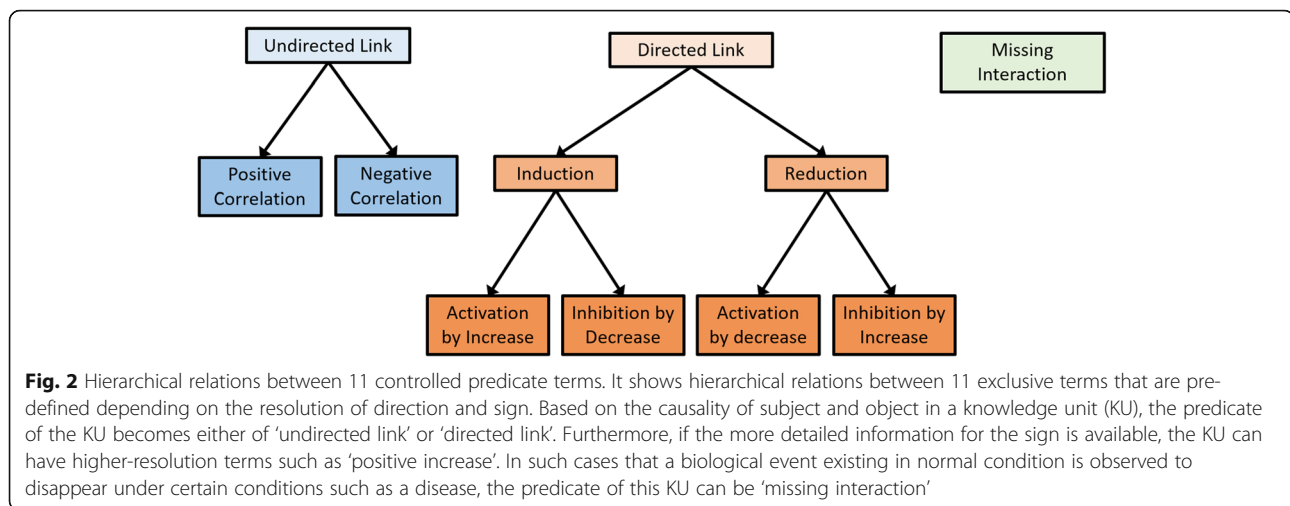 Undirected Link
Directed Link
Missing
Interaction
Positive
Correlation
Negative
Correlation
Induction
Reduction
Activation
by Increase
Inhibition by
Decrease
Activation
by decrease
Inhibition by
Increase
Fig. 2 Hierarchical relations between 11 controlled predicate terms. It shows hierarchical relations between 11 exclusive terms that are pre-
defined depending on the resolution of direction and sign. Based on the causality of subject and object in a knowledge unit (KU), the predicate
of the KU becomes either of ‘undirected link’ or ‘directed link’. Furthermore, if the more detailed information for the sign is available, the KU can
have higher-resolution terms such as ‘positive increase’. In such cases that a biological event existing in normal condition is observed to
disappear under certain conditions such as a disease, the predicate of this KU can be ‘missing interaction’